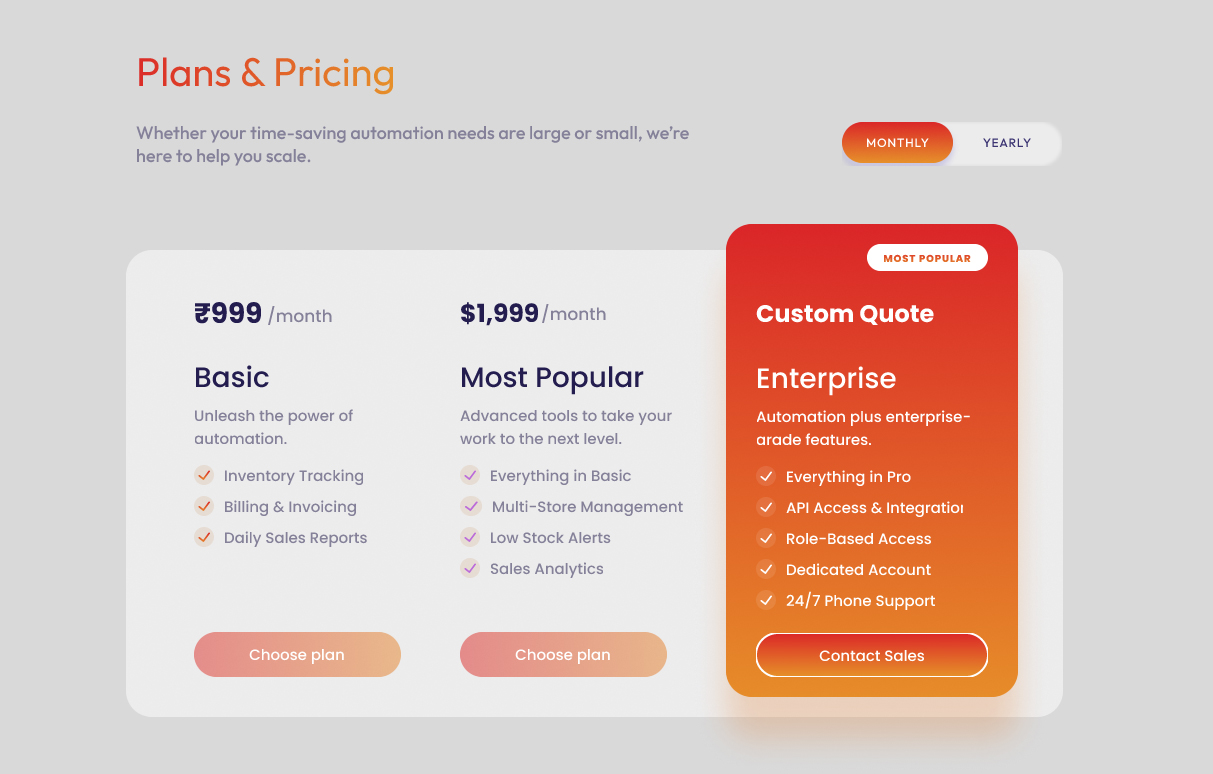 Plans & Pricing
Whether your time-saving automation needs are large or small, we're
here to help you scale.
MONTHLY
YEARLY
₹999 /month
Basic
Unleash the power of
automation.
Inventory Tracking
Billing & Invoicing
Daily Sales Reports
Choose plan
$1,999/month
Most Popular
Advanced tools to take your
work to the next level.
Everything in Basic
Multi-Store Management
Low Stock Alerts
Sales Analytics
Choose plan
MOST POPULAR
Custom Quote
Enterprise
Automation plus enterprise-
arade features.
Everything in Pro
API Access & Integration
Role-Based Access
Dedicated Account
24/7 Phone Support
Contact Sales